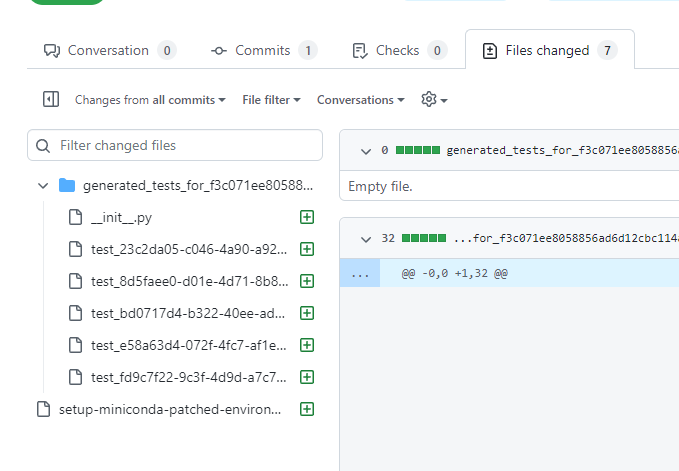 Conversation 0
Commits 1
Checks 0
Files changed 7
Changes from all commits
File filter
Conversations
Filter changed files
0 generated_tests_for_f3c071ee8058856a
generated_tests_for_f3c071ee80588...
Empty file.
__init__.py
32 ...for_f3c071ee8058856ad6d12cbc114a
test_23c2da05-c046-4a90-a92...
... @@ -0,0 +1,32 @@
test_8d5faee0-d01e-4d71-8b8...
test_bd0717d4-b322-40ee-ad...
test_e58a63d4-072f-4fc7-af1e...
test_fd9c7f22-9c3f-4d9d-a7c7...
setup-miniconda-patched-environ...